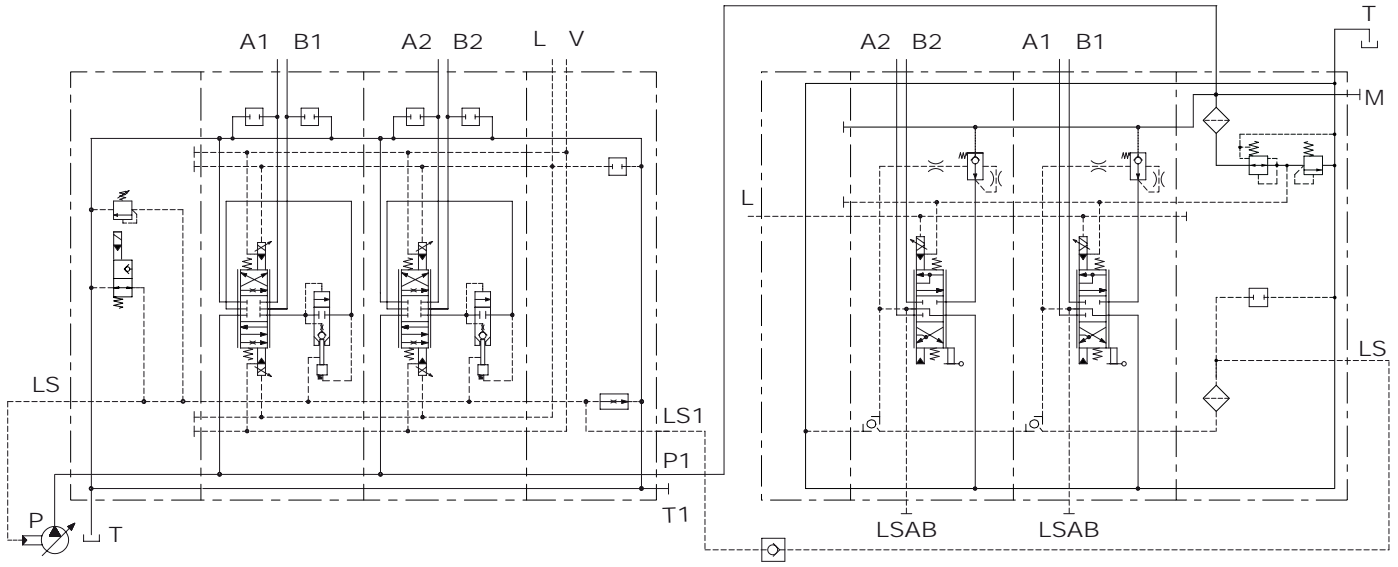 T
A1 B1 A2 B2 L V
A2 B2 A1 B1
M
L
LS
LS
LS1
P1
T1
P
T
LSAB LSAB